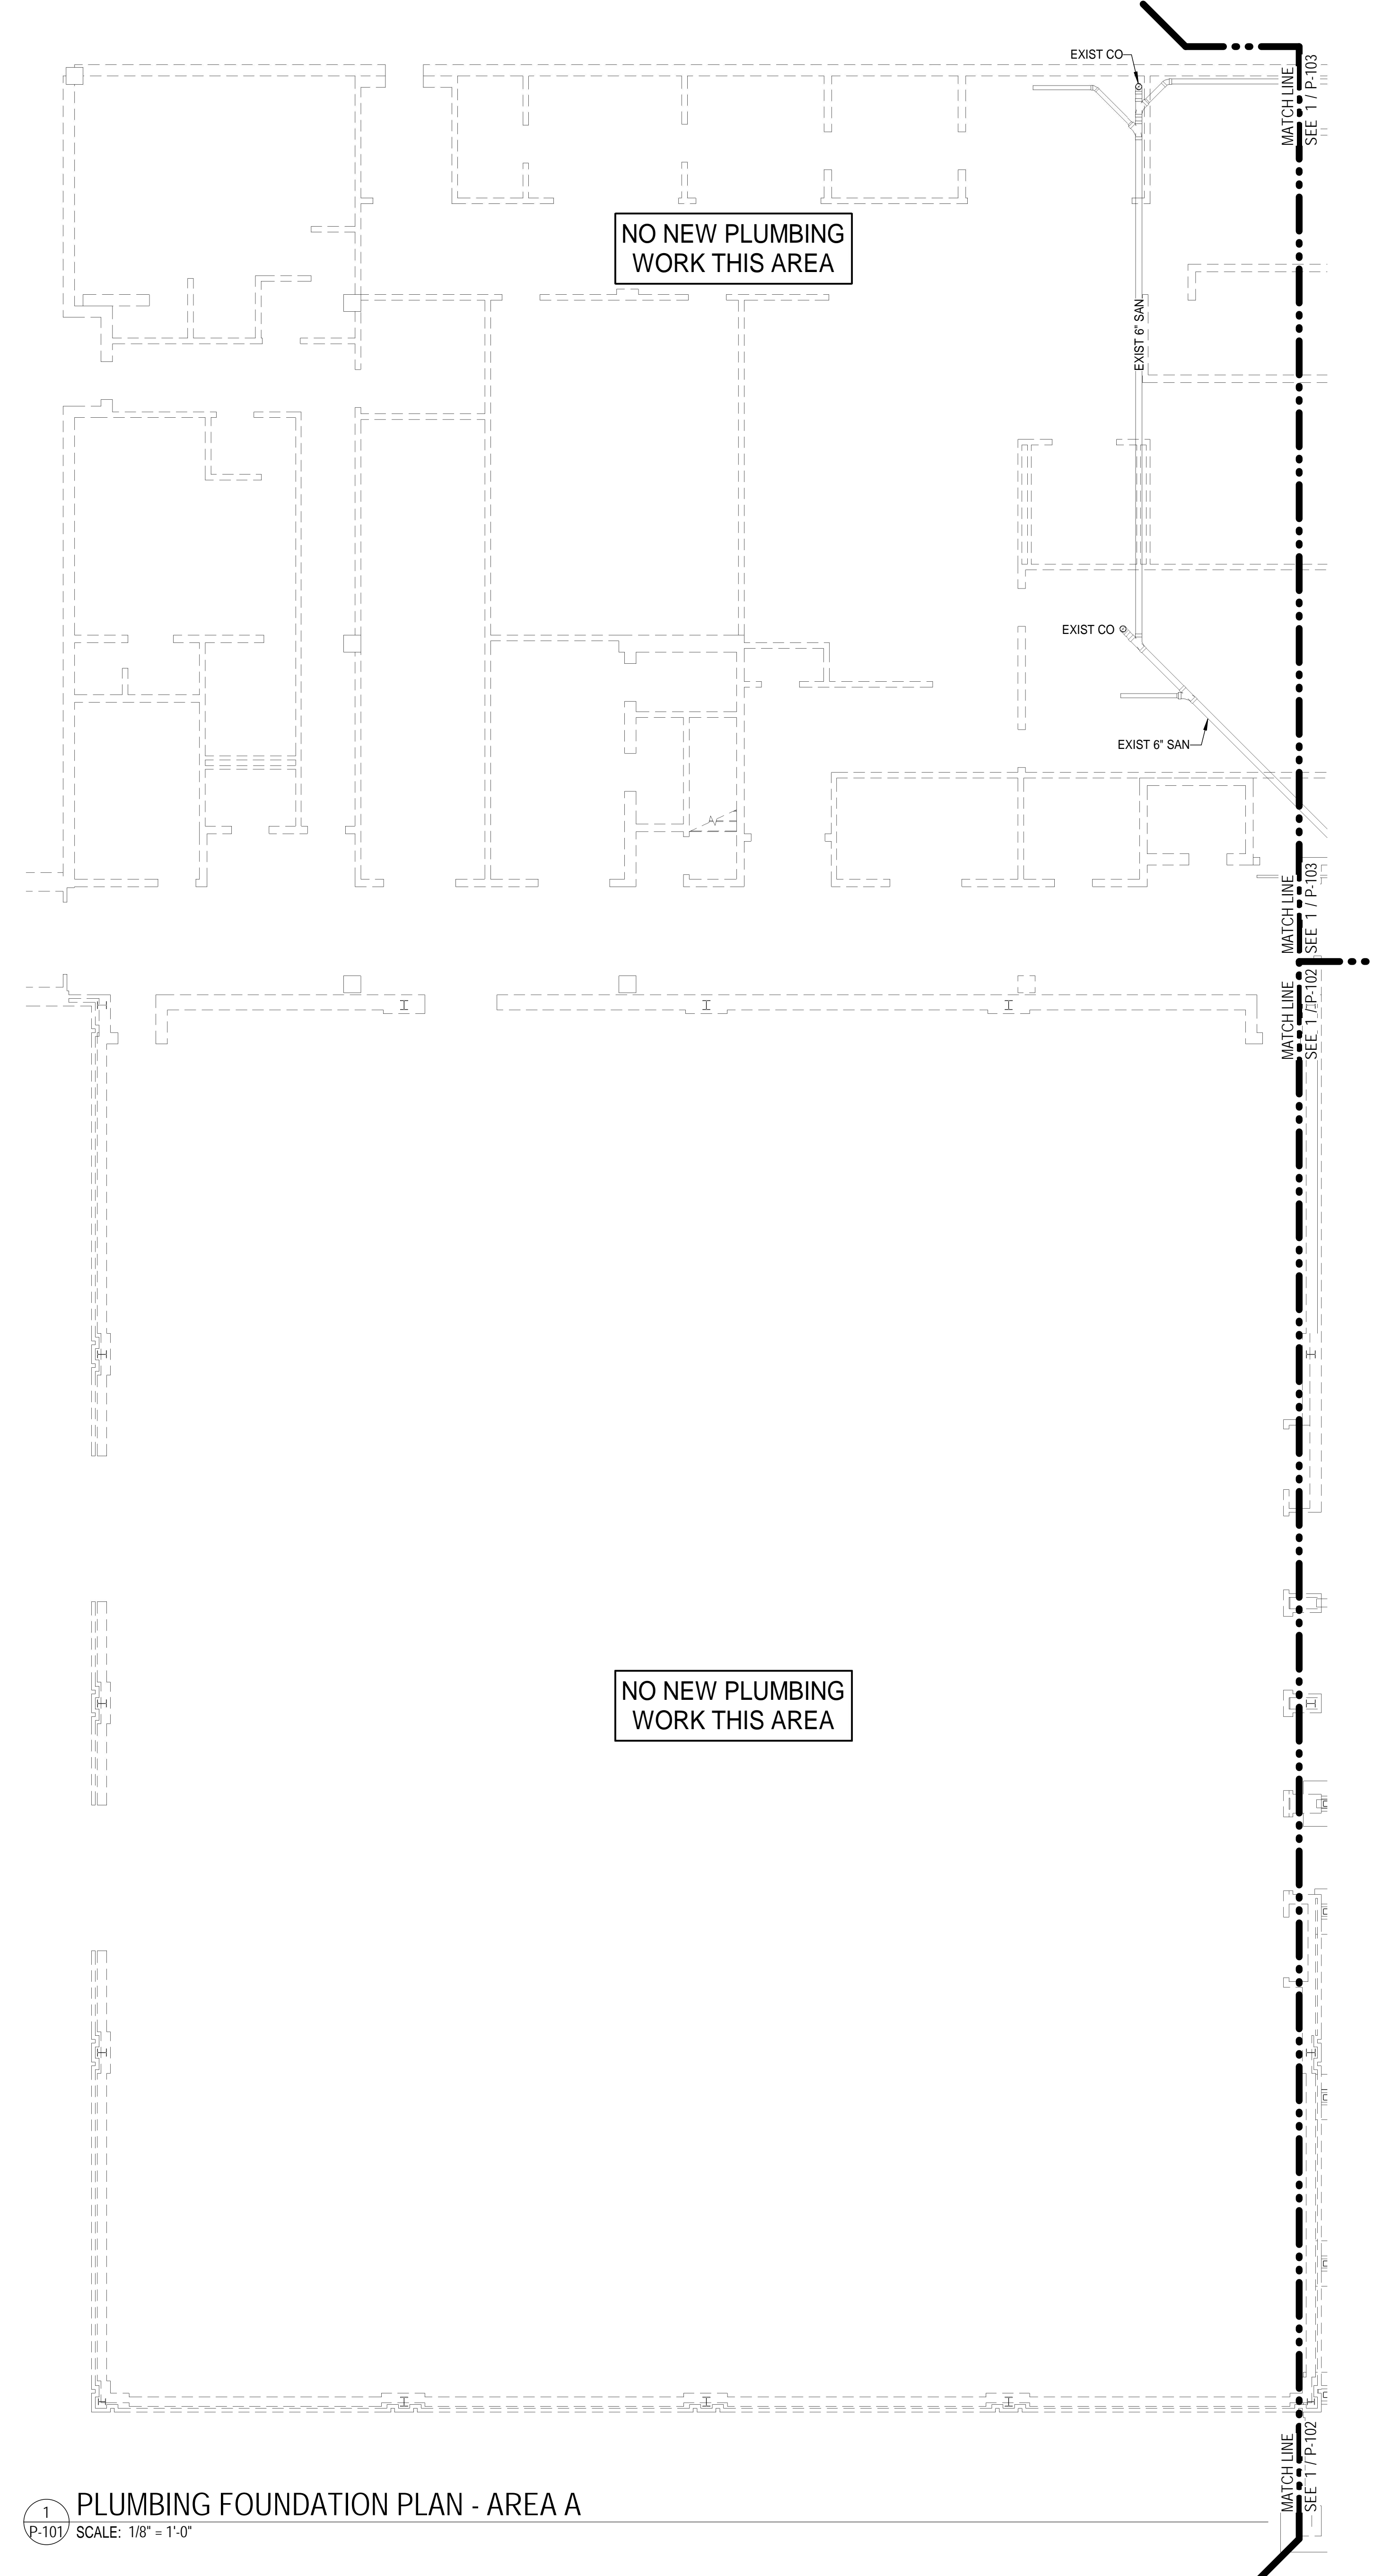 EXIST CO
MATCH LINE
SEE 1 / P-103
NO NEW PLUMBING
WORK THIS AREA
EXIST 6" SAN
EXIST CO
EXIST 6" SAN
MATCH LINE
SEE 1 / P-103
MATCH LINE
SEE 1 / P-102
NO NEW PLUMBING
WORK THIS AREA
MATCH LINE
SEE 1 / P-102
1
P-101
PLUMBING FOUNDATION PLAN - AREA A
SCALE: 1/8" = 1'-0"